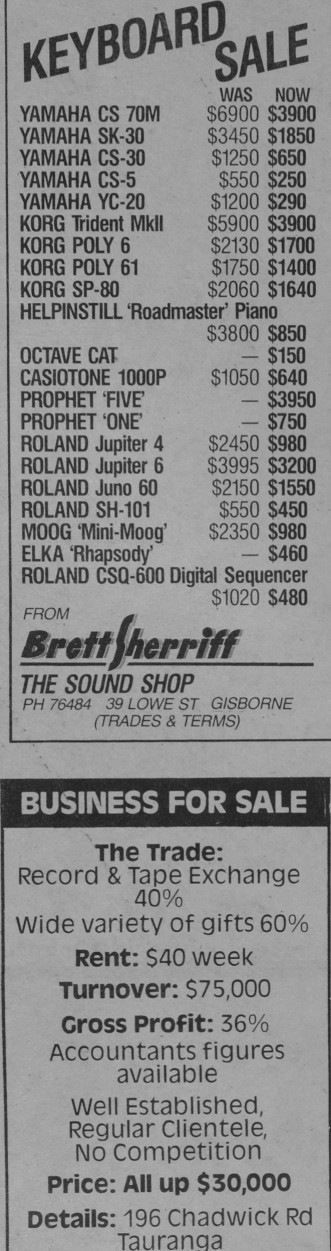 KEYBOARD SALE
WAS NOW
YAMAHA CS 70M $6900 $3900
YAMAHA SK-30 $3450 $1850
YAMAHA CS-30 $1250 $650
YAMAHA CS-5 $550 $250
YAMAHA YC-20 $1200 $290
KORG Trident MkII $5900 $3900
KORG POLY 6 $2130 $1700
KORG POLY 61 $1750 $1400
KORG SP-80 $2060 $1640
HELPINSTILL 'Roadmaster' Piano
$3800 $850
OCTAVE CAT — $150
CASIOTONE 1000P $1050 $640
PROPHET 'FIVE' — $3950
PROPHET 'ONE' — $750
ROLAND Jupiter 4 $2450 $980
ROLAND Jupiter 6 $3995 $3200
ROLAND Juno 60 $2150 $1550
ROLAND SH-101 $550 $450
MOOG 'Mini-Moog' $2350 $980
ELKA 'Rhapsody' — $460
ROLAND CSQ-600 Digital Sequencer
$1020 $480
FROM
Brett Sherriff
THE SOUND SHOP
PH 76484 39 LOWE ST GISBORNE
(TRADES & TERMS)
BUSINESS FOR SALE
The Trade:
Record & Tape Exchange
40%
Wide variety of gifts 60%
Rent: $40 week
Turnover: $75,000
Gross Profit: 36%
Accountants figures
available
Well Established,
Regular Clientele,
No Competition
Price: All up $30,000
Details: 196 Chadwick Rd
Tauranga